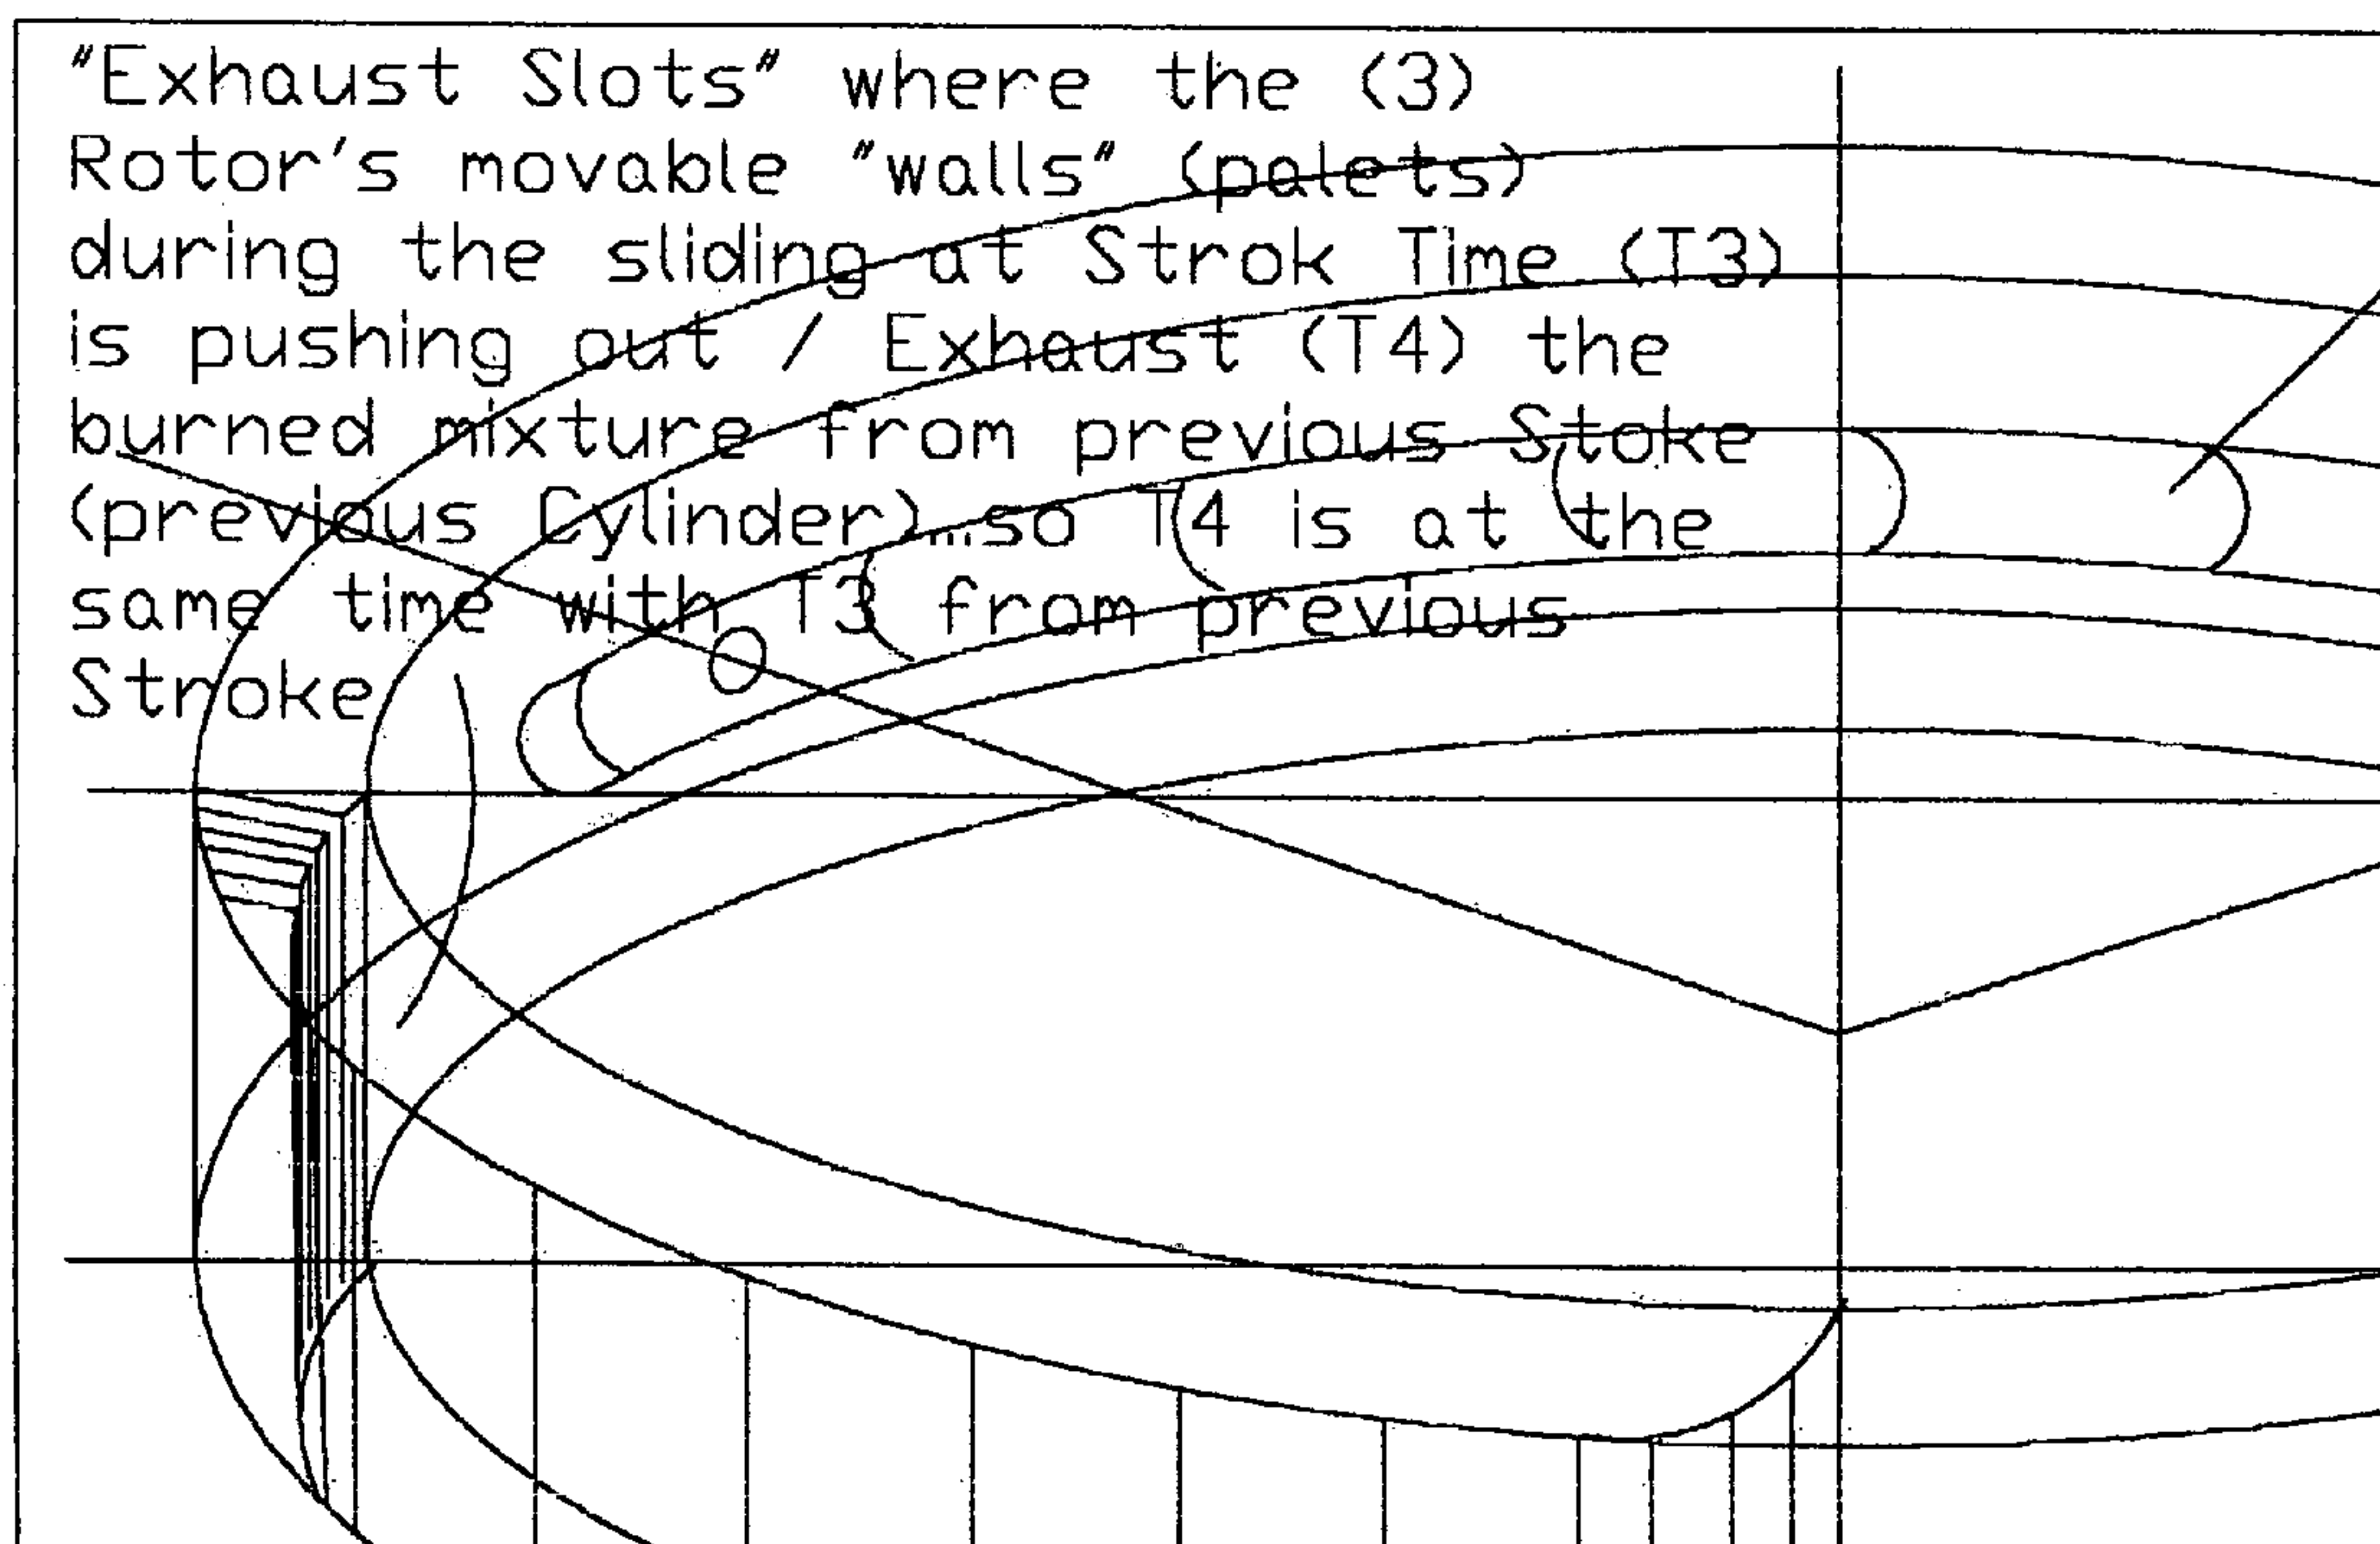 "Exhaust Slots" where the (3)
Rotor's movable "walls" (palets)
during the sliding at Strok Time (T3)
is pushing out / Exhaust (T4) the
burned mixture from previous Stoke
(previous Cylinder)...so T4 is at the
same time with T3 from previous
Stroke